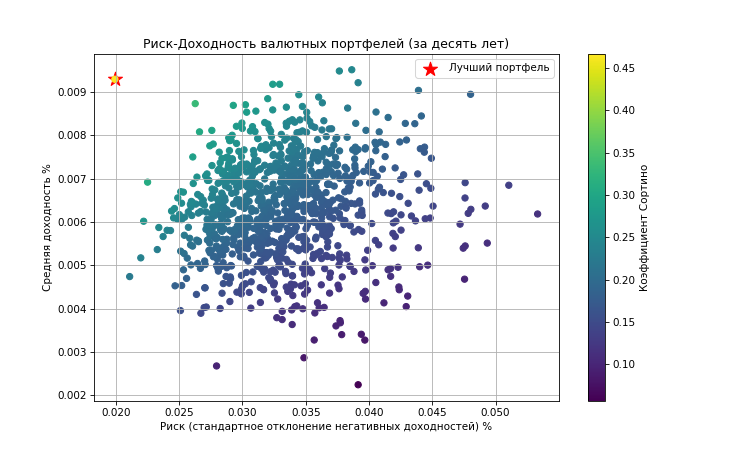 Риск-Доходность валютных портфелей (за десять лет)
Лучший портфель
Средняя доходность %
0.009
0.008
0.007
0.006
0.005
0.004
0.003
0.002
0.020 0.025 0.030 0.035 0.040 0.045 0.050
Риск (стандартное отклонение негативных доходностей) %
0.45
0.40
0.35
0.30
0.25
0.20
0.15
0.10
Коэффициент Сортино